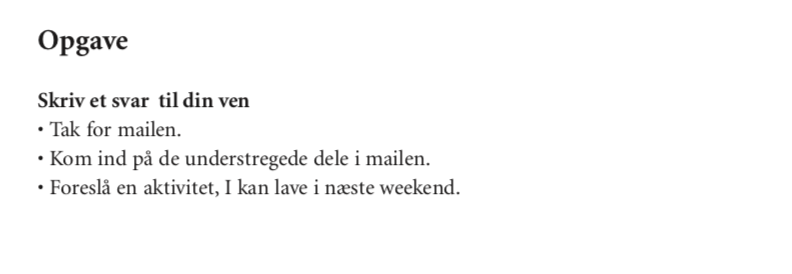 Opgave
Skriv et svar til din ven
• Tak for mailen.
• Kom ind på de understregede dele i mailen.
• Foreslå en aktivitet, I kan lave i næste weekend.